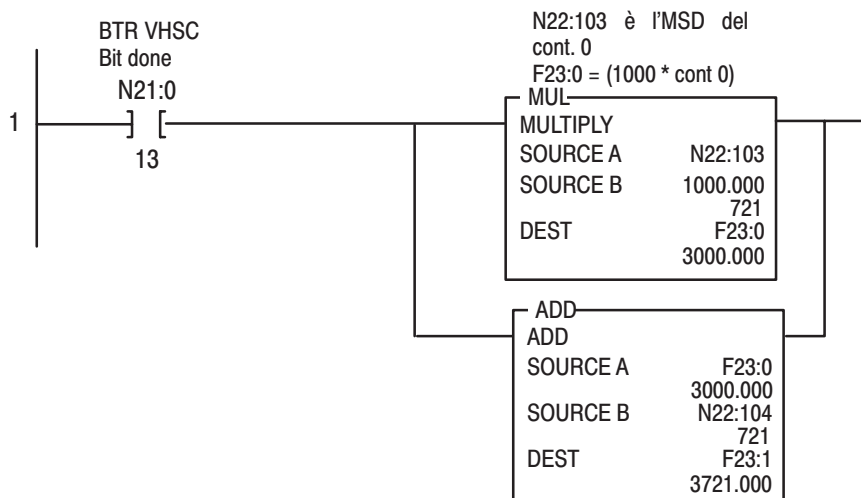 BTR VHSC
Bit done
N21:0
1
] [
13
N22:103 è l'MSD del
cont. 0
F23:0 = (1000 * cont 0)
MUL
MULTIPLY
SOURCE A N22:103
SOURCE B 1000.000
721
DEST F23:0
3000.000
ADD
ADD
SOURCE A F23:0
3000.000
SOURCE B N22:104
721
DEST F23:1
3721.000